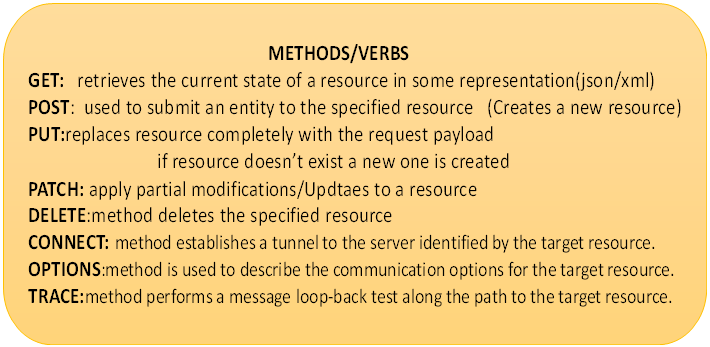 METHODS/VERBS
GET: retrieves the current state of a resource in some representation(json/xml)
POST: used to submit an entity to the specified resource (Creates a new resource)
PUT:replaces resource completely with the request payload
if resource doesn’t exist a new one is created
PATCH: apply partial modifications/Updtaes to a resource
DELETE:method deletes the specified resource
CONNECT: method establishes a tunnel to the server identified by the target resource.
OPTIONS:method is used to describe the communication options for the target resource.
TRACE:method performs a message loop-back test along the path to the target resource.